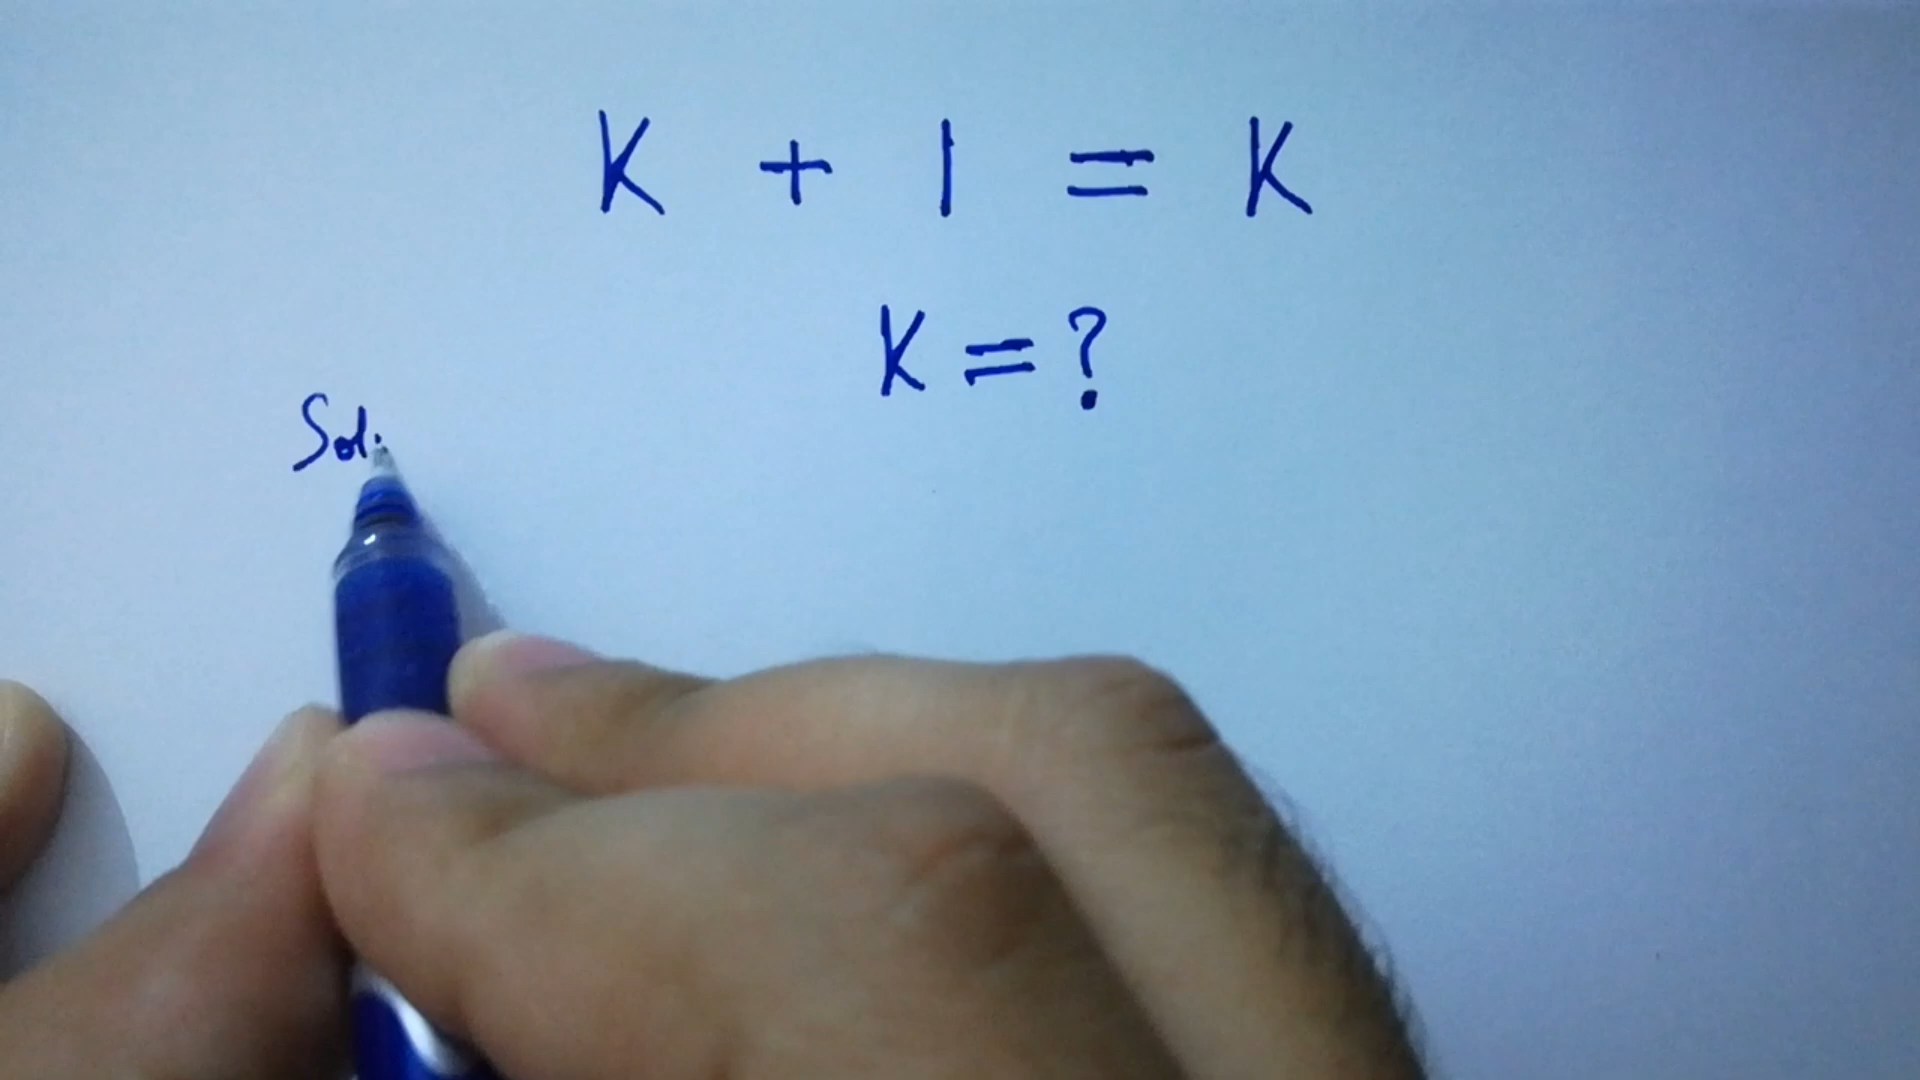 K + 1 = K
K = ?
Sol: